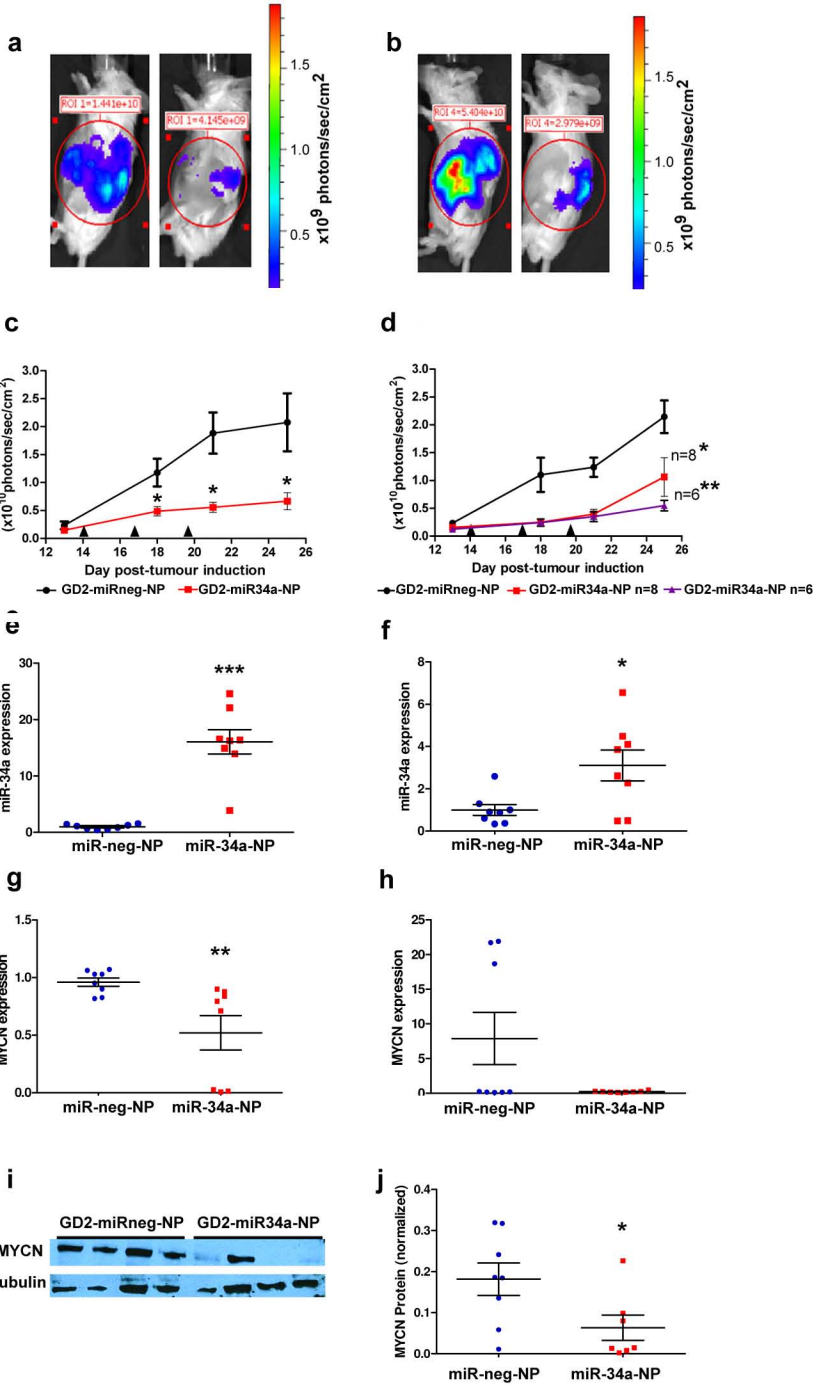 a
b
ROI 1=1.441e+10
ROI 1=4.145e+09
1.5
1.0
0.5
x10⁹ photons/sec/cm²
ROI 4=5.404e+10
ROI 4=2.979e+09
1.5
1.0
0.5
x10⁹ photons/sec/cm²
c
(x10¹⁰photons/sec/cm²)
3.0
2.5
2.0
1.5
1.0
0.5
0.0
* * *
12 14 16 18 20 22 24 26
Day post-tumour induction
GD2-miRneg-NP GD2-miR34a-NP
d
(x10¹⁰photons/sec/cm²)
3.0
2.5
2.0
1.5
1.0
0.5
0.0
n=8 *
n=6 **
12 14 16 18 20 22 24 26
Day post-tumour induction
GD2-miRneg-NP GD2-miR34a-NP n=8 GD2-miR34a-NP n=6
e
miR-34a expression
30
20
10
0
***
miR-neg-NP miR-34a-NP
f
miR-34a expression
8
6
4
2
0
*
miR-neg-NP miR-34a-NP
g
MYCN expression
1.5
1.0
0.5
0.0
**
miR-neg-NP miR-34a-NP
h
MYCN expression
25
20
15
10
5
0
miR-neg-NP miR-34a-NP
i
GD2-miRneg-NP GD2-miR34a-NP
MYCN
ubulin
j
MYCN Protein (normalized)
0.4
0.3
0.2
0.1
0.0
*
miR-neg-NP miR-34a-NP